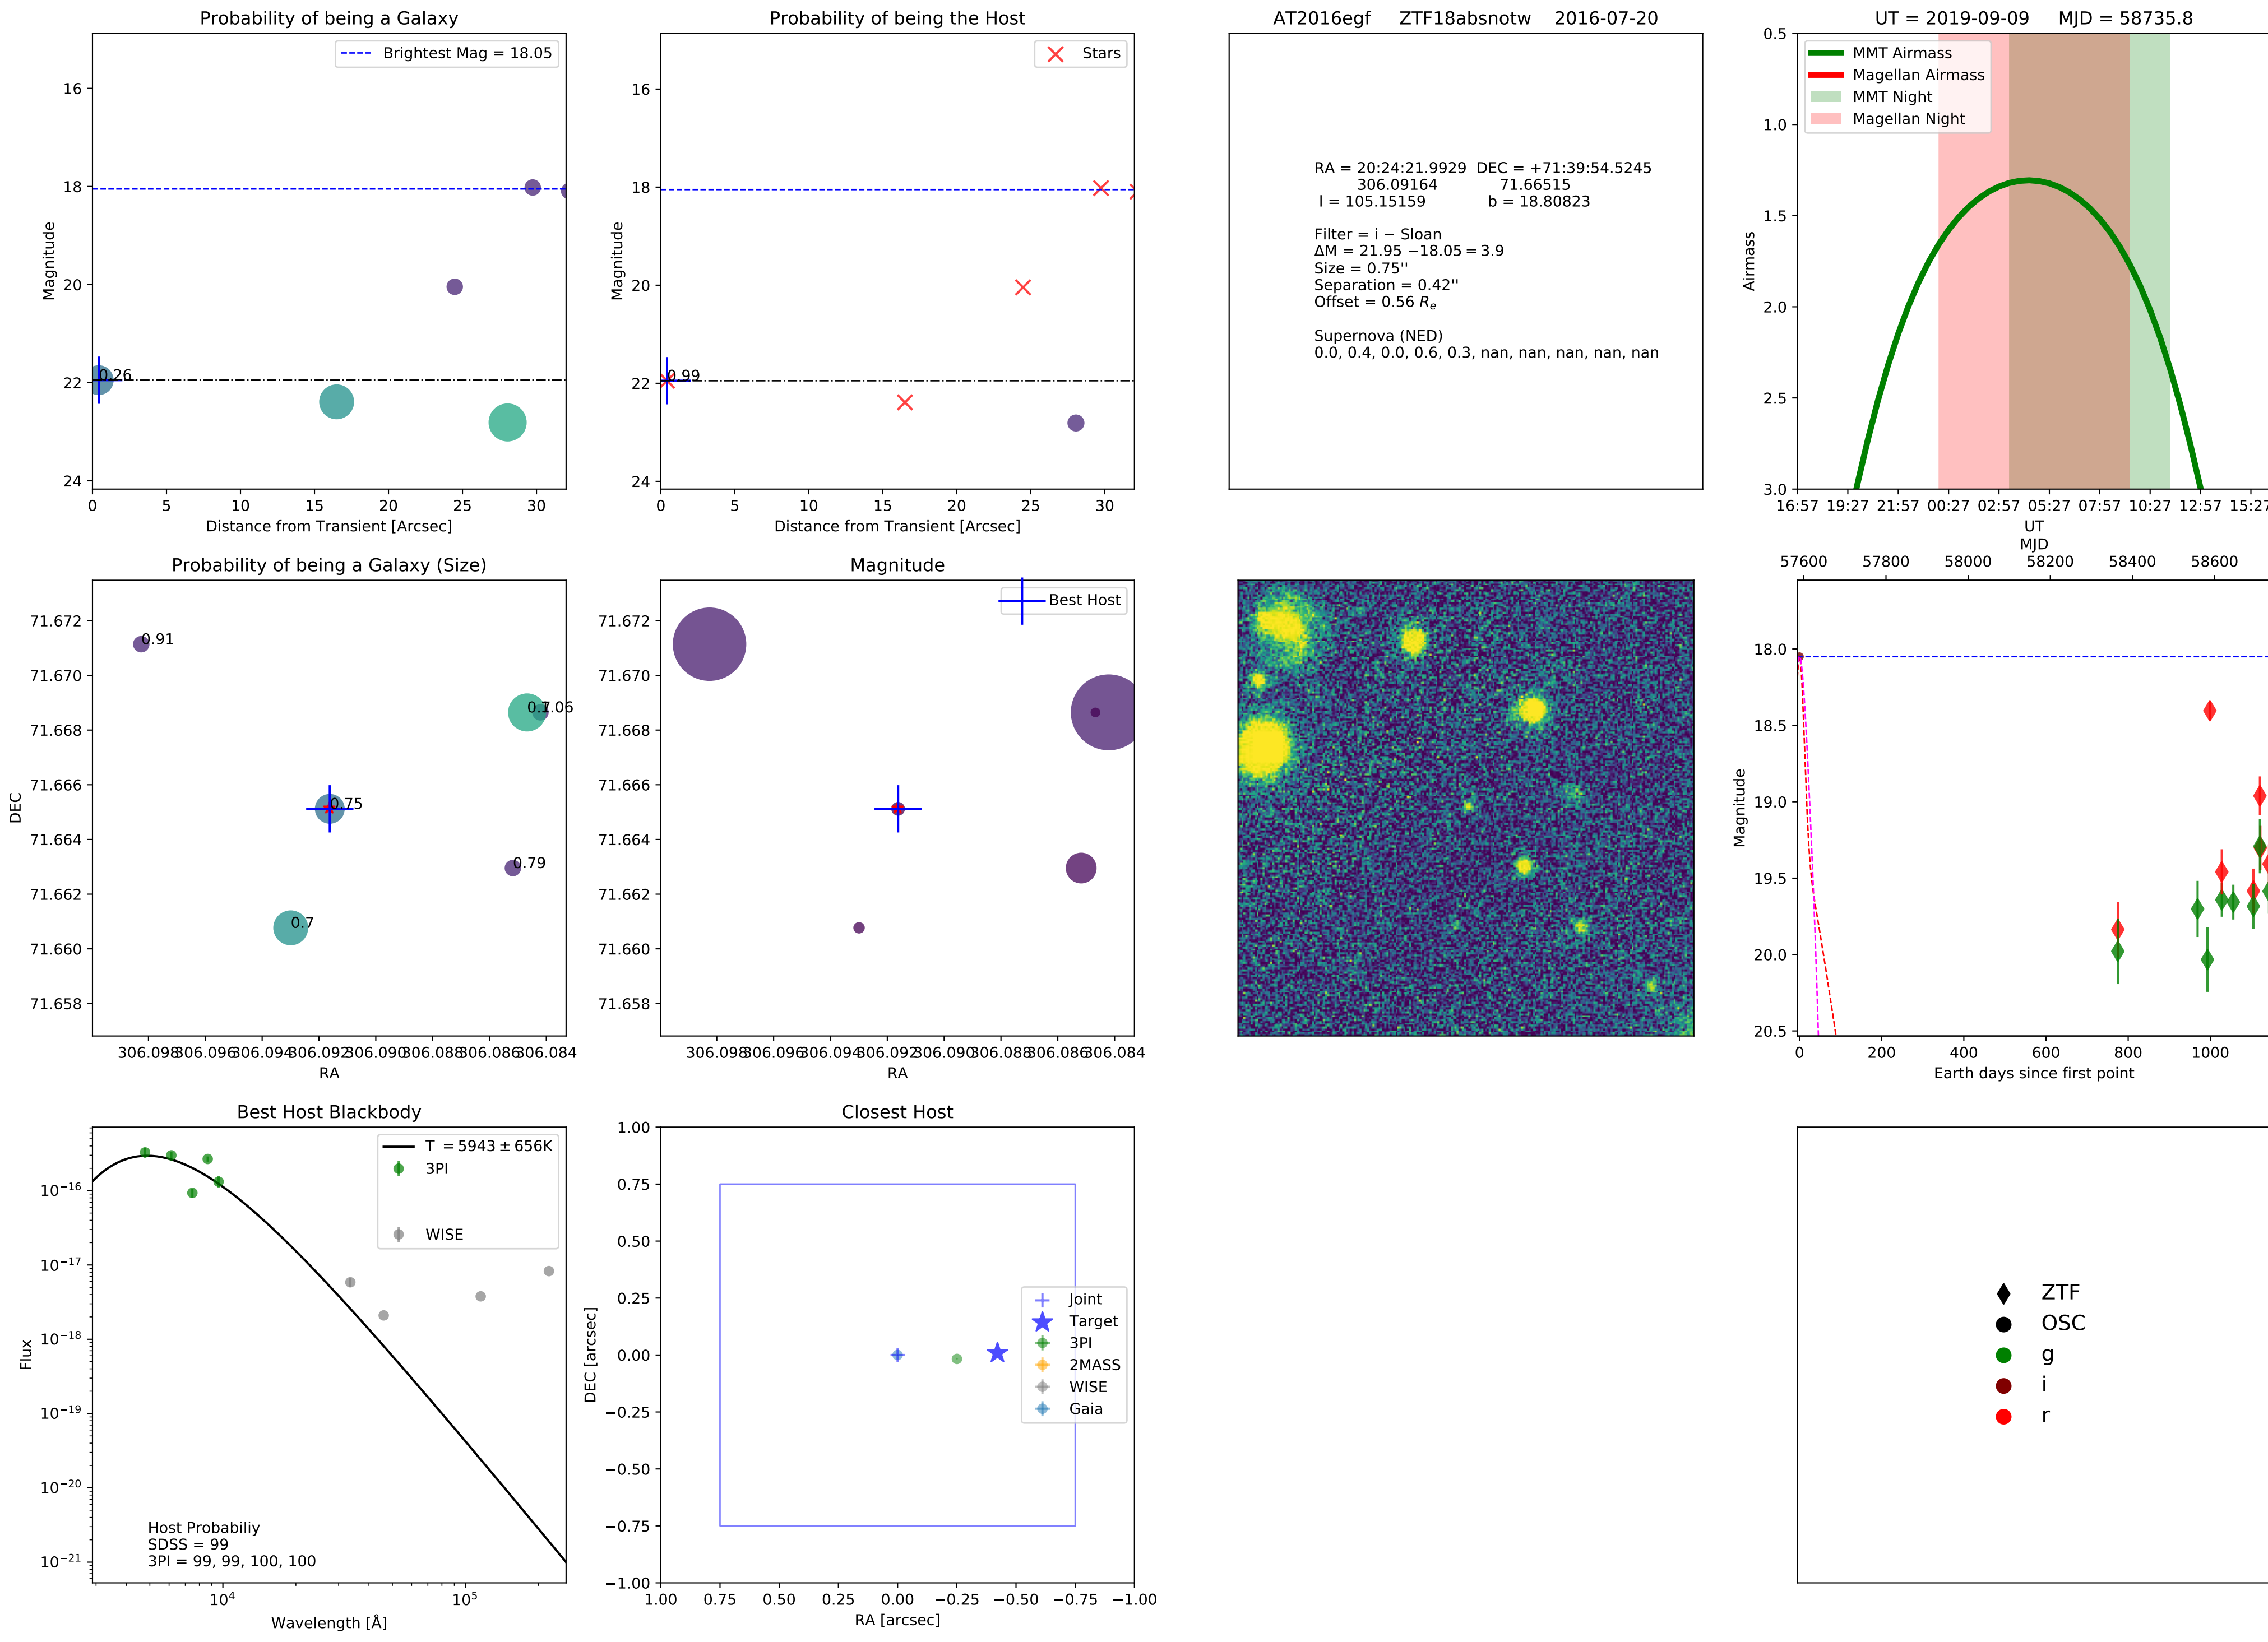 Probability of being a Galaxy
Brightest Mag = 18.05
16
18
20
22
24
Magnitude
0.26
0 5 10 15 20 25 30
Distance from Transient [Arcsec]
Probability of being the Host
Stars
16
18
20
22
24
Magnitude
0.99
0 5 10 15 20 25 30
Distance from Transient [Arcsec]
AT2016egf ZTF18absnotw 2016-07-20
RA = 20:24:21.9929 DEC = +71:39:54.5245
306.09164 71.66515
l = 105.15159 b = 18.80823
Filter = i − Sloan
ΔM = 21.95 −18.05 = 3.9
Size = 0.75''
Separation = 0.42''
Offset = 0.56 Re
Supernova (NED)
0.0, 0.4, 0.0, 0.6, 0.3, nan, nan, nan, nan, nan
UT = 2019-09-09 MJD = 58735.8
MMT Airmass
Magellan Airmass
MMT Night
Magellan Night
0.5
1.0
1.5
2.0
2.5
3.0
Airmass
16:57 19:27 21:57 00:27 02:57 05:27 07:57 10:27 12:57 15:27
UT
Probability of being a Galaxy (Size)
71.672
71.670
71.668
71.666
71.664
71.662
71.660
71.658
DEC
0.91
0.75
0.79
0.7
306.098 306.096 306.094 306.092 306.090 306.088 306.086 306.084
RA
Magnitude
Best Host
71.672
71.670
71.668
71.666
71.664
71.662
71.660
71.658
306.098 306.096 306.094 306.092 306.090 306.088 306.086 306.084
RA
MJD
57600 57800 58000 58200 58400 58600
18.0
18.5
19.0
19.5
20.0
20.5
Magnitude
0 200 400 600 800 1000
Earth days since first point
Best Host Blackbody
T = 5943 ± 656K
3PI
WISE
10−16
10−17
10−18
10−19
10−20
10−21
Flux
Host Probabiliy
SDSS = 99
3PI = 99, 99, 100, 100
104 105
Wavelength [Å]
Closest Host
1.00
0.75
0.50
0.25
0.00
−0.25
−0.50
−0.75
−1.00
DEC [arcsec]
Joint
Target
3PI
2MASS
WISE
Gaia
1.00 0.75 0.50 0.25 0.00 −0.25 −0.50 −0.75 −1.00
RA [arcsec]
ZTF
OSC
g
i
r